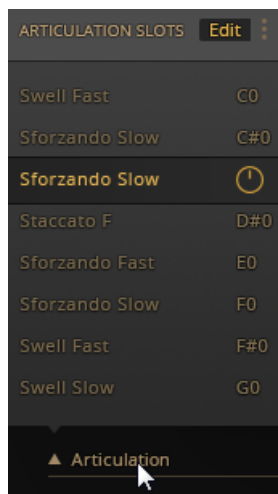 ARTICULATION SLOTS Edit
Swell Fast C0
Sforzando Slow C#0
Sforzando Slow
Staccato F D#0
Sforzando Fast E0
Sforzando Slow F0
Swell Fast F#0
Swell Slow G0
Articulation